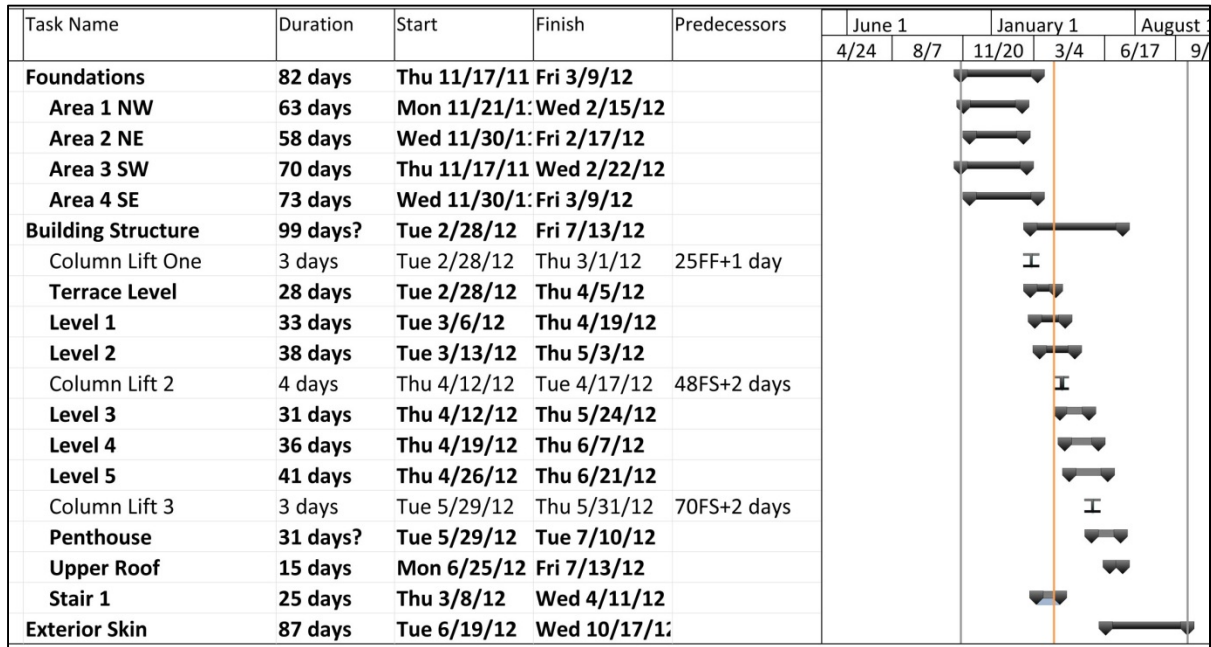 Task Name Duration Start Finish Predecessors June 1 January 1 August
4/24 8/7 11/20 3/4 6/17 9/
Foundations 82 days Thu 11/17/11 Fri 3/9/12
Area 1 NW 63 days Mon 11/21/1 Wed 2/15/12
Area 2 NE 58 days Wed 11/30/1 Fri 2/17/12
Area 3 SW 70 days Thu 11/17/11 Wed 2/22/12
Area 4 SE 73 days Wed 11/30/1 Fri 3/9/12
Building Structure 99 days? Tue 2/28/12 Fri 7/13/12
Column Lift One 3 days Tue 2/28/12 Thu 3/1/12 25FF+1 day
Terrace Level 28 days Tue 2/28/12 Thu 4/5/12
Level 1 33 days Tue 3/6/12 Thu 4/19/12
Level 2 38 days Tue 3/13/12 Thu 5/3/12
Column Lift 2 4 days Thu 4/12/12 Tue 4/17/12 48FS+2 days
Level 3 31 days Thu 4/12/12 Thu 5/24/12
Level 4 36 days Thu 4/19/12 Thu 6/7/12
Level 5 41 days Thu 4/26/12 Thu 6/21/12
Column Lift 3 3 days Tue 5/29/12 Thu 5/31/12 70FS+2 days
Penthouse 31 days? Tue 5/29/12 Tue 7/10/12
Upper Roof 15 days Mon 6/25/12 Fri 7/13/12
Stair 1 25 days Thu 3/8/12 Wed 4/11/12
Exterior Skin 87 days Tue 6/19/12 Wed 10/17/1